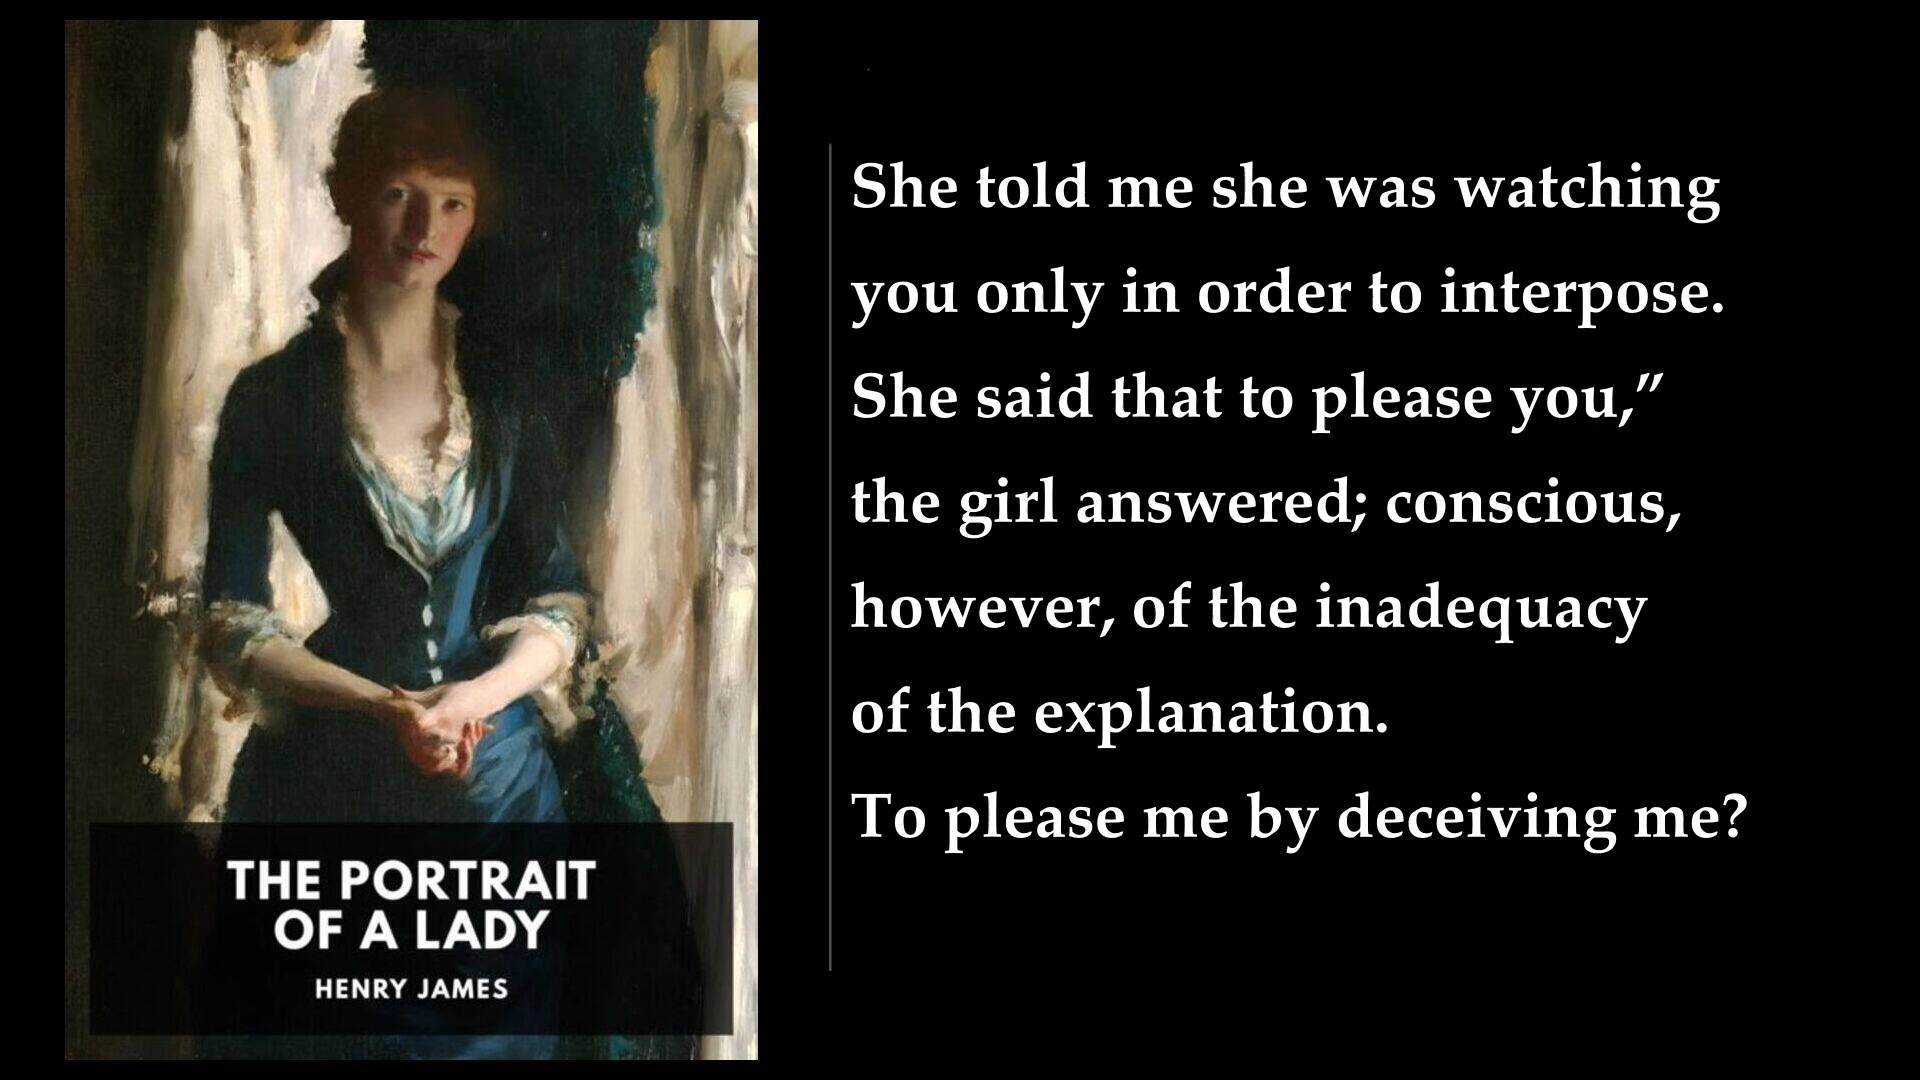 THE PORTRAIT
OF A LADY
HENRY JAMES
She told me she was watching
you only in order to interpose.
She said that to please you,”
the girl answered; conscious,
however, of the inadequacy
of the explanation.
To please me by deceiving me?